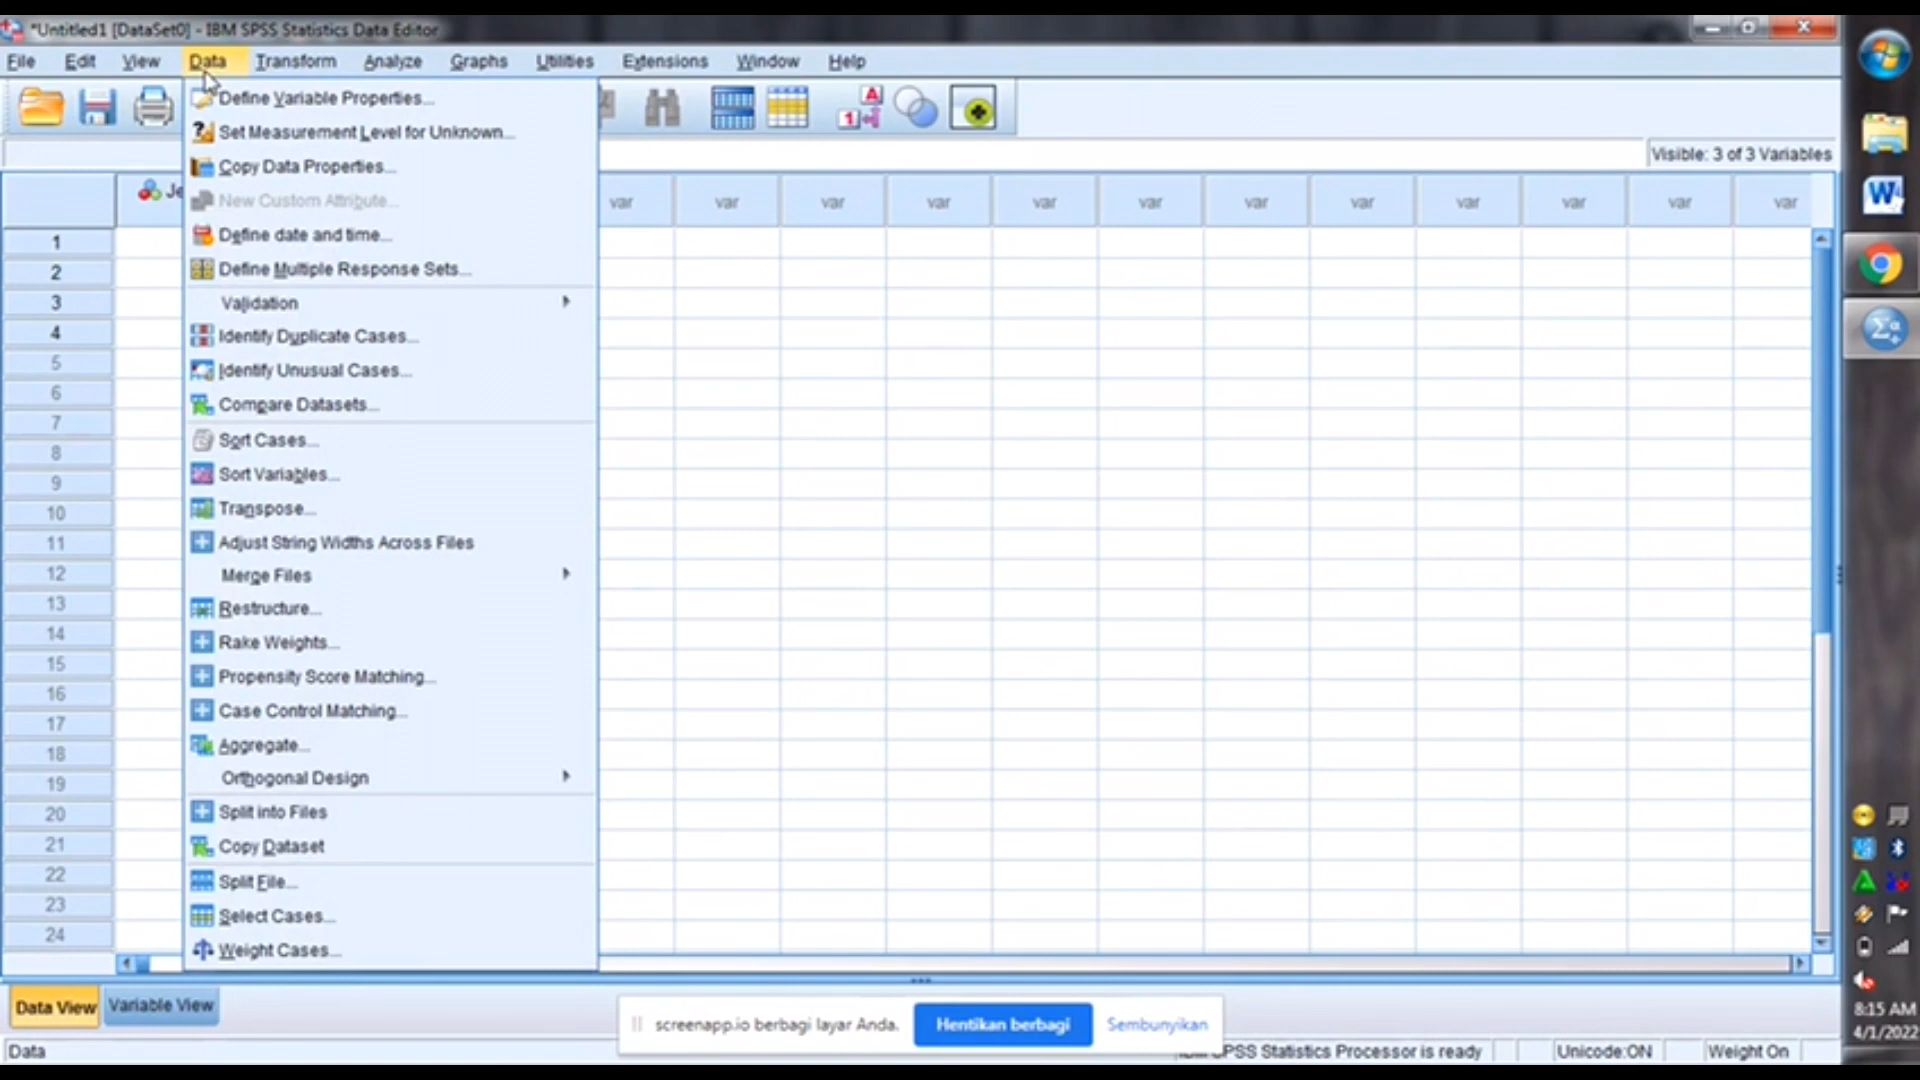 *Untitled1 [DataSet0] - IBM SPSS Statistics Data Editor
File Edit View Data Transform Analyze Graphs Utilities Extensions Window Help
Define Variable Properties...
Set Measurement Level for Unknown...
Copy Data Properties...
New Custom Attribute...
Define date and time...
Define Multiple Response Sets...
Validation
Identify Duplicate Cases...
Identify Unusual Cases...
Compare Datasets...
Sort Cases...
Sort Variables...
Transpose...
Adjust String Widths Across Files
Merge Files
Restructure...
Rake Weights...
Propensity Score Matching...
Case Control Matching...
Aggregate...
Orthogonal Design
Split into Files
Copy Dataset
Split File...
Select Cases...
Weight Cases...
Visible: 3 of 3 Variables
Je
var var var var var var var var var var var var
1
2
3
4
5
6
7
8
9
10
11
12
13
14
15
16
17
18
19
20
21
22
23
24
Data View Variable View
screenapp.io berbagi layar Anda. Hentikan berbagi Sembunyikan
Data
SPSS Statistics Processor is ready Unicode:ON Weight On
8:15 AM
4/1/2022